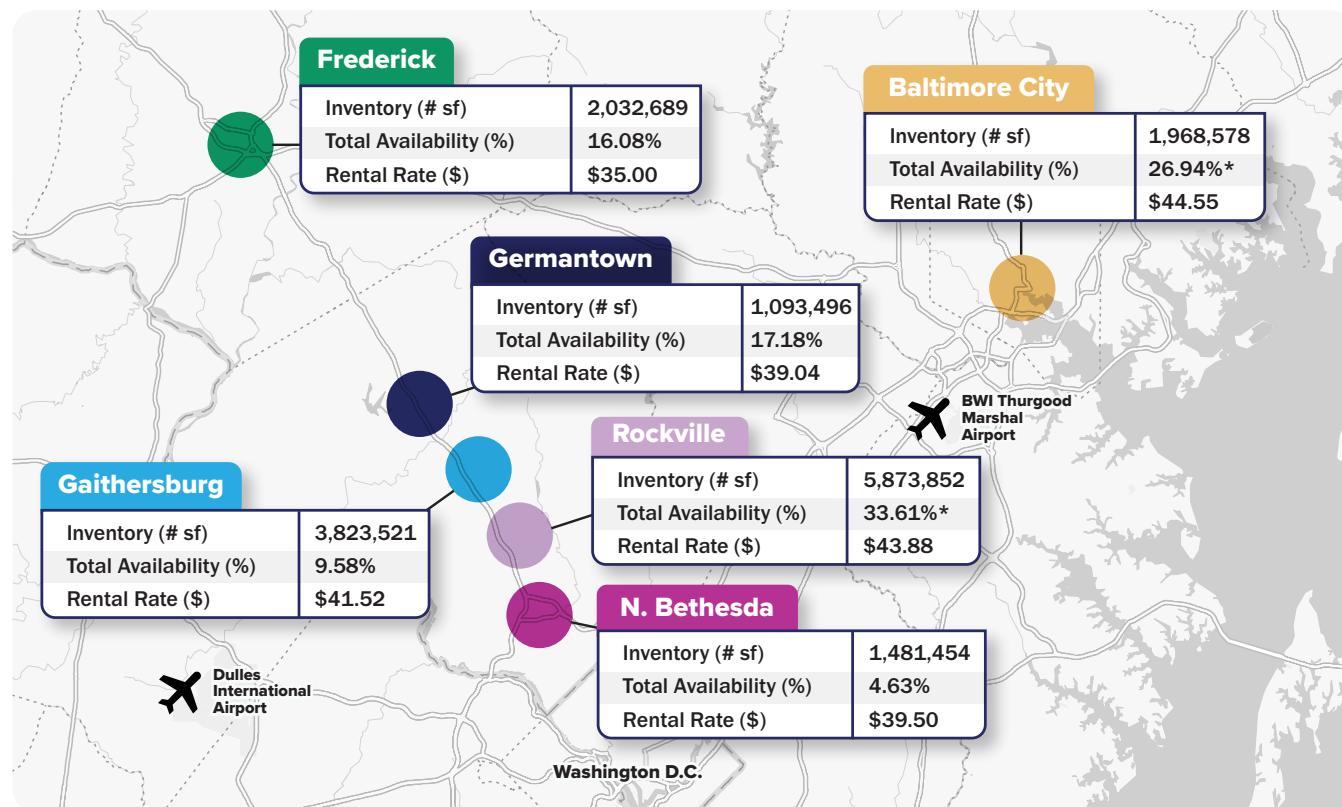 Frederick
Inventory (# sf) 2,032,689
Total Availability (%) 16.08%
Rental Rate ($) $35.00
Baltimore City
Inventory (# sf) 1,968,578
Total Availability (%) 26.94%*
Rental Rate ($) $44.55
Germantown
Inventory (# sf) 1,093,496
Total Availability (%) 17.18%
Rental Rate ($) $39.04
BWI Thurgood
Marshal
Airport
Rockville
Inventory (# sf) 5,873,852
Total Availability (%) 33.61%*
Rental Rate ($) $43.88
Gaithersburg
Inventory (# sf) 3,823,521
Total Availability (%) 9.58%
Rental Rate ($) $41.52
N. Bethesda
Inventory (# sf) 1,481,454
Total Availability (%) 4.63%
Rental Rate ($) $39.50
Dulles
International
Airport
Washington D.C.